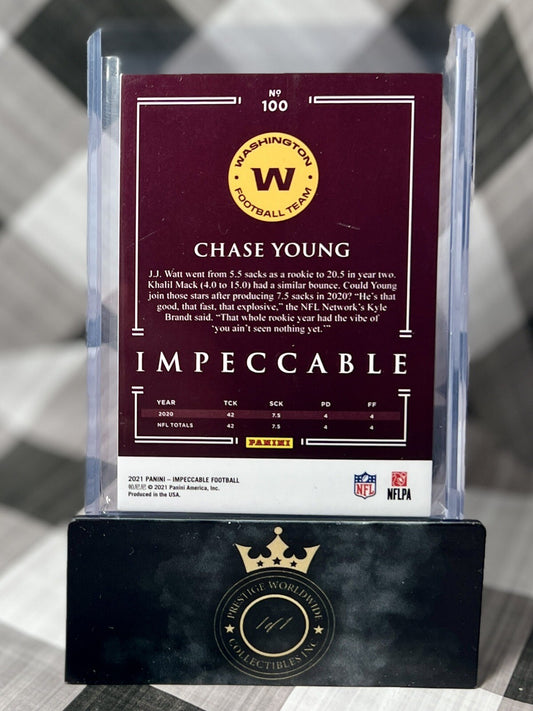 Nº
100
WASHINGTON
W
FOOTBALL TEAM
CHASE YOUNG
J.J. Watt went from 5.5 sacks as a rookie to 20.5 in year two.
Khalil Mack (4.0 to 15.0) had a similar bounce. Could Young
join those stars after producing 7.5 sacks in 2020? “He’s that
good, that fast, that explosive,” the NFL Network’s Kyle
Brandt said, “That whole rookie year had the vibe of
‘you ain’t seen nothing yet.’”
IMPECCABLE
YEAR TCK SCK PD FF
2020 42 7.5 4 4
NFL TOTALS 42 7.5 4 4
PANINI
2021 PANINI – IMPECCABLE FOOTBALL
帕尼尼 © 2021 Panini America, Inc.
Produced in the USA.
NFL
NFLPA
PRESTIGE WORLDWIDE
1of1
COLLECTIBLES INC